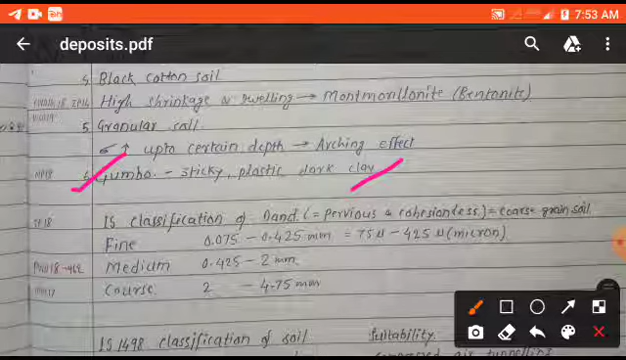 7:53 AM
deposits.pdf
4 Black cotton soil
High shrinkage & swelling → Montmorillonite (Bentonite)
5 Granular soil
σ ↑ upto certain depth → Arching effect
Gumbo - sticky, plastic dark clay
IS classification of Sand (= pervious & cohesionless) = coarse grain soil
Fine 0.075 - 0.425 mm = 75 μ - 425 μ (micron)
Medium 0.425 - 2 mm
Course 2 - 4.75 mm
IS 1498 classification of soil Suitability